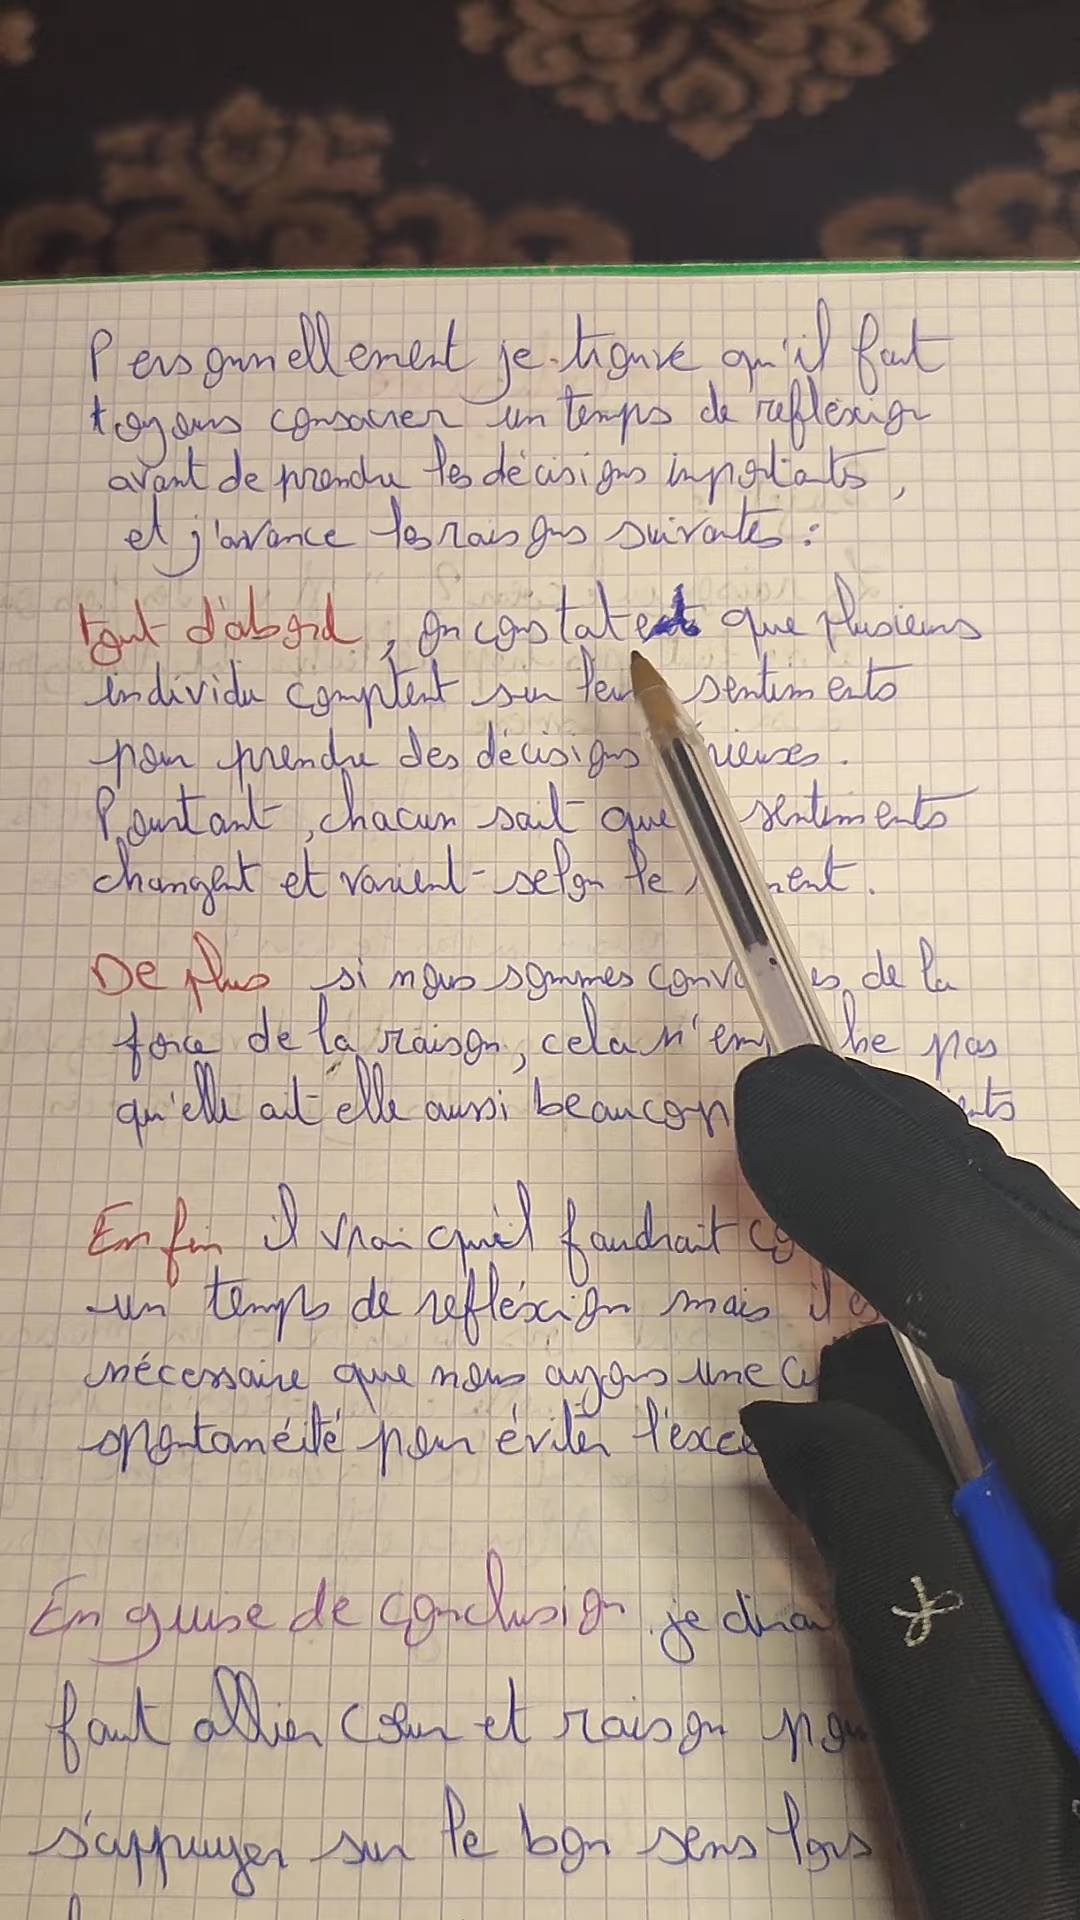 Personnellement je trouve qu'il faut
toujours consacrer un temps de refléxion
avant de prendre les décisions importants,
et j'avance les raisons suivantes :
tout d'abord, on constate que plusieurs
individu comptent sur leur sentiments
pour prendre des décisions
Pourtant, chacun sait que sentiments
changent et varient selon le
De plus si nous sommes de la
force de la raison, cela pas
qu'elle ait elle aussi beaucoup
Enfin il vrai qu'il faudrait
un temps de refléxion mais il
nécessaire que nous ayons une
spontanéité pour éviter
En guise de conclusion je
faut allier cœur et raison
s'appuyer sur le bon sens lors